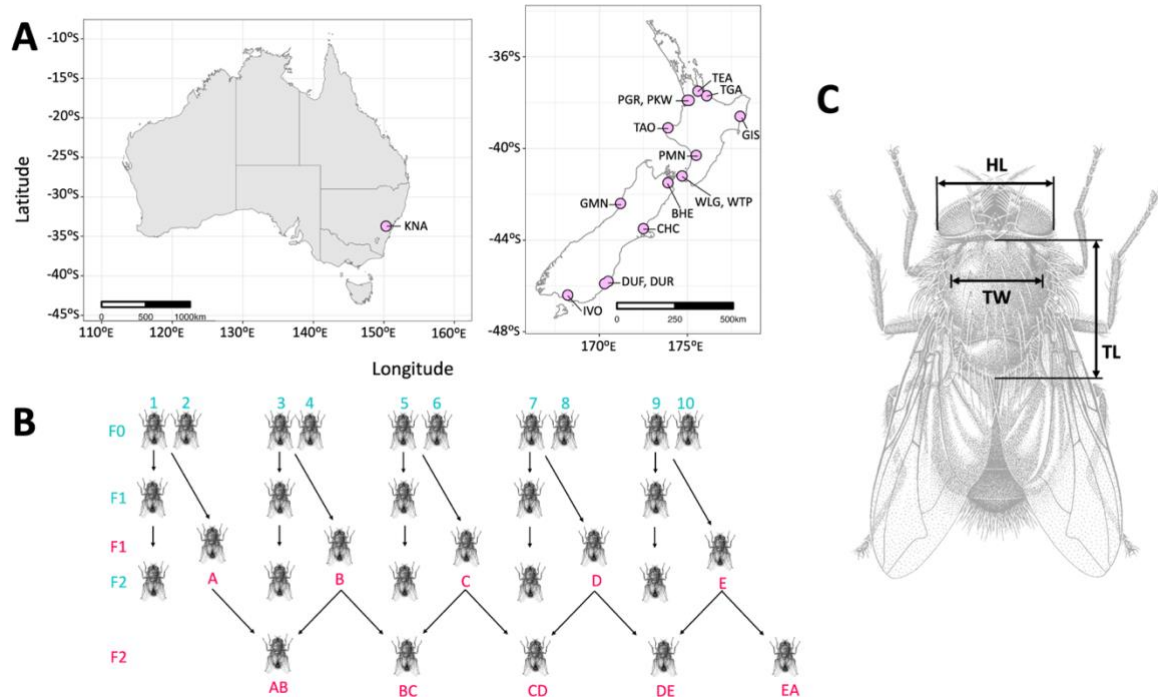 A
Latitude
-10°S
-15°S
-20°S
-25°S
-30°S
-35°S
-40°S
-45°S
KNA
0 500 1000km
110°E 120°E 130°E 140°E 150°E 160°E
-36°S
-40°S
-44°S
-48°S
TEA
TGA
PGR, PKW
TAO
GIS
PMN
GMN
WLG, WTP
BHE
CHC
DUF, DUR
IVO
0 250 500km
170°E 175°E
Longitude
B
1 2 3 4 5 6 7 8 9 10
F0
F1
F1
A B C D E
F2
F2
AB BC CD DE EA
C
HL
TW
TL